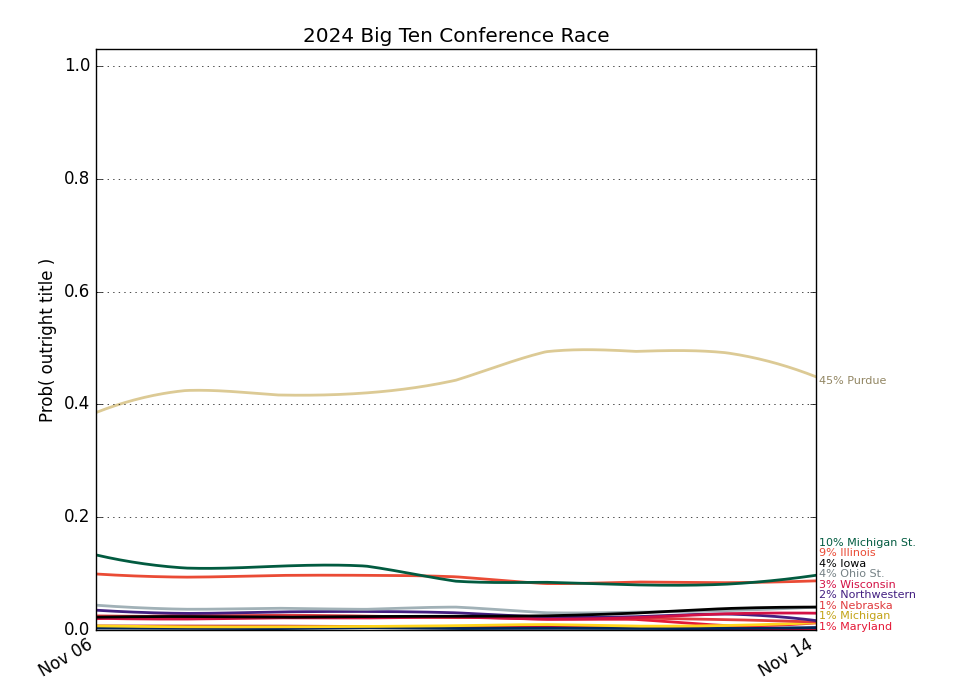 2024 Big Ten Conference Race
Prob( outright title )
1.0
0.8
0.6
0.4
0.2
0.0
Nov 06
Nov 14
45% Purdue
10% Michigan St.
9% Illinois
4% Iowa
4% Ohio St.
3% Wisconsin
2% Northwestern
1% Nebraska
1% Michigan
1% Maryland